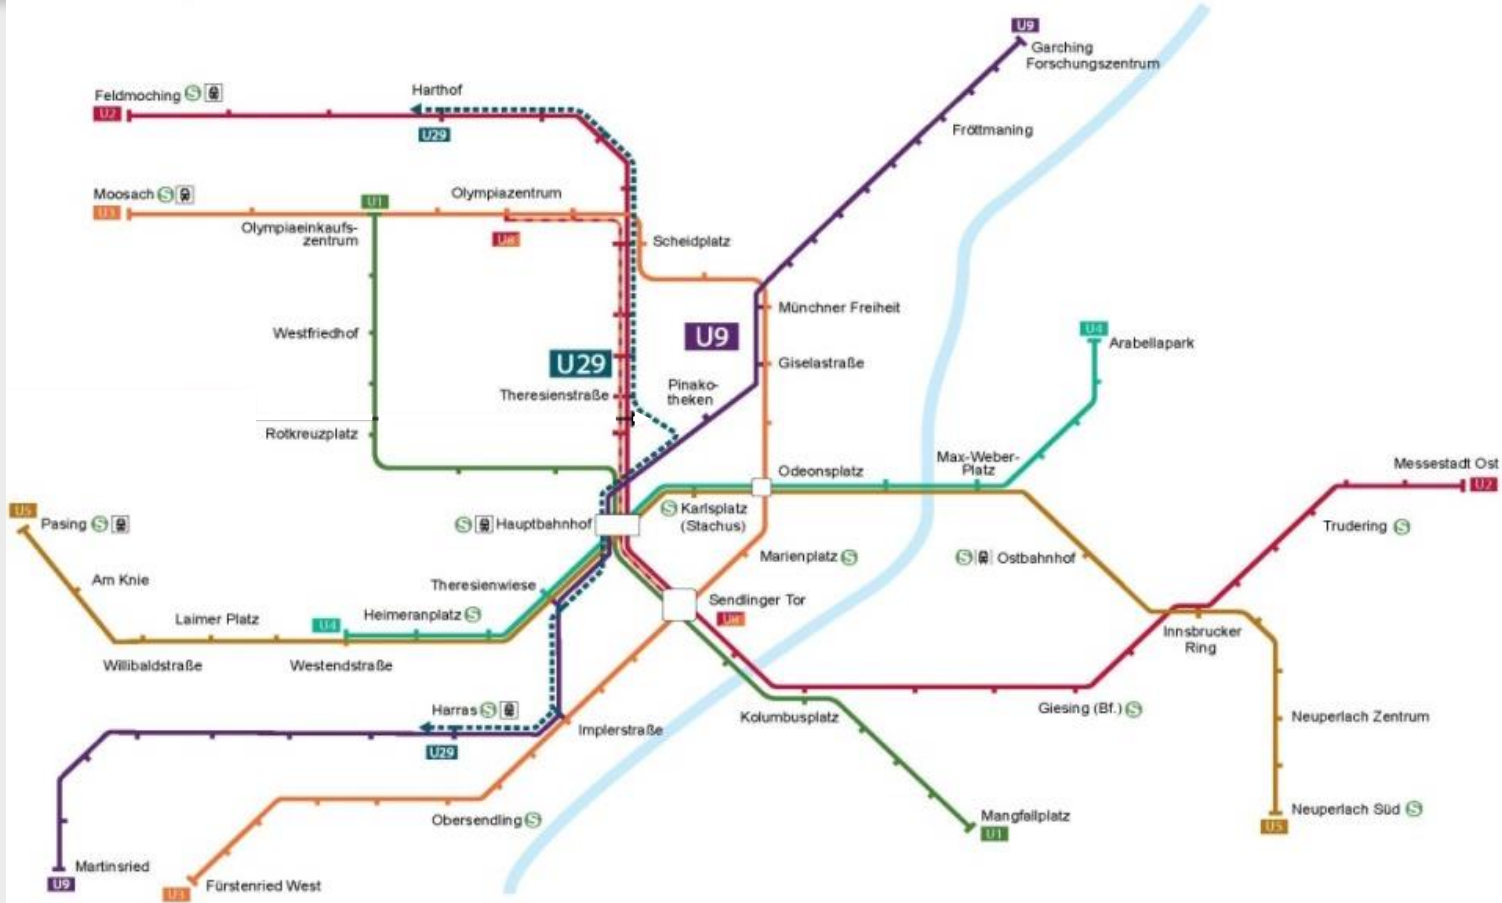 U9
Garching
Forschungszentrum
Feldmoching S
U2
Harthof
U29
Fröttmaning
Moosach S
U3
U1
Olympiazentrum
Olympiaeinkaufs-
zentrum
Scheidplatz
Münchner Freiheit
U9
Westfriedhof
U4
Arabellapark
U29
Giselastraße
Pinako-
theken
Theresienstraße
Rotkreuzplatz
Odeonsplatz
Max-Weber-
Platz
Messestadt Ost
U2
U5
Pasing S
S Hauptbahnhof
S Karlsplatz
(Stachus)
Trudering S
Marienplatz S
S Ostbahnhof
Am Knie
Theresienwiese
Sendlinger Tor
Laimer Platz
U4
Heimeranplatz S
Innsbrucker
Ring
Willibaldstraße
Westendstraße
Harras S
U29
Implerstraße
Kolumbusplatz
Giesing (Bf.) S
Neuperlach Zentrum
Obersendling S
Mangfallplatz
U1
Neuperlach Süd S
U5
Martinsried
U9
Fürstenried West
U3